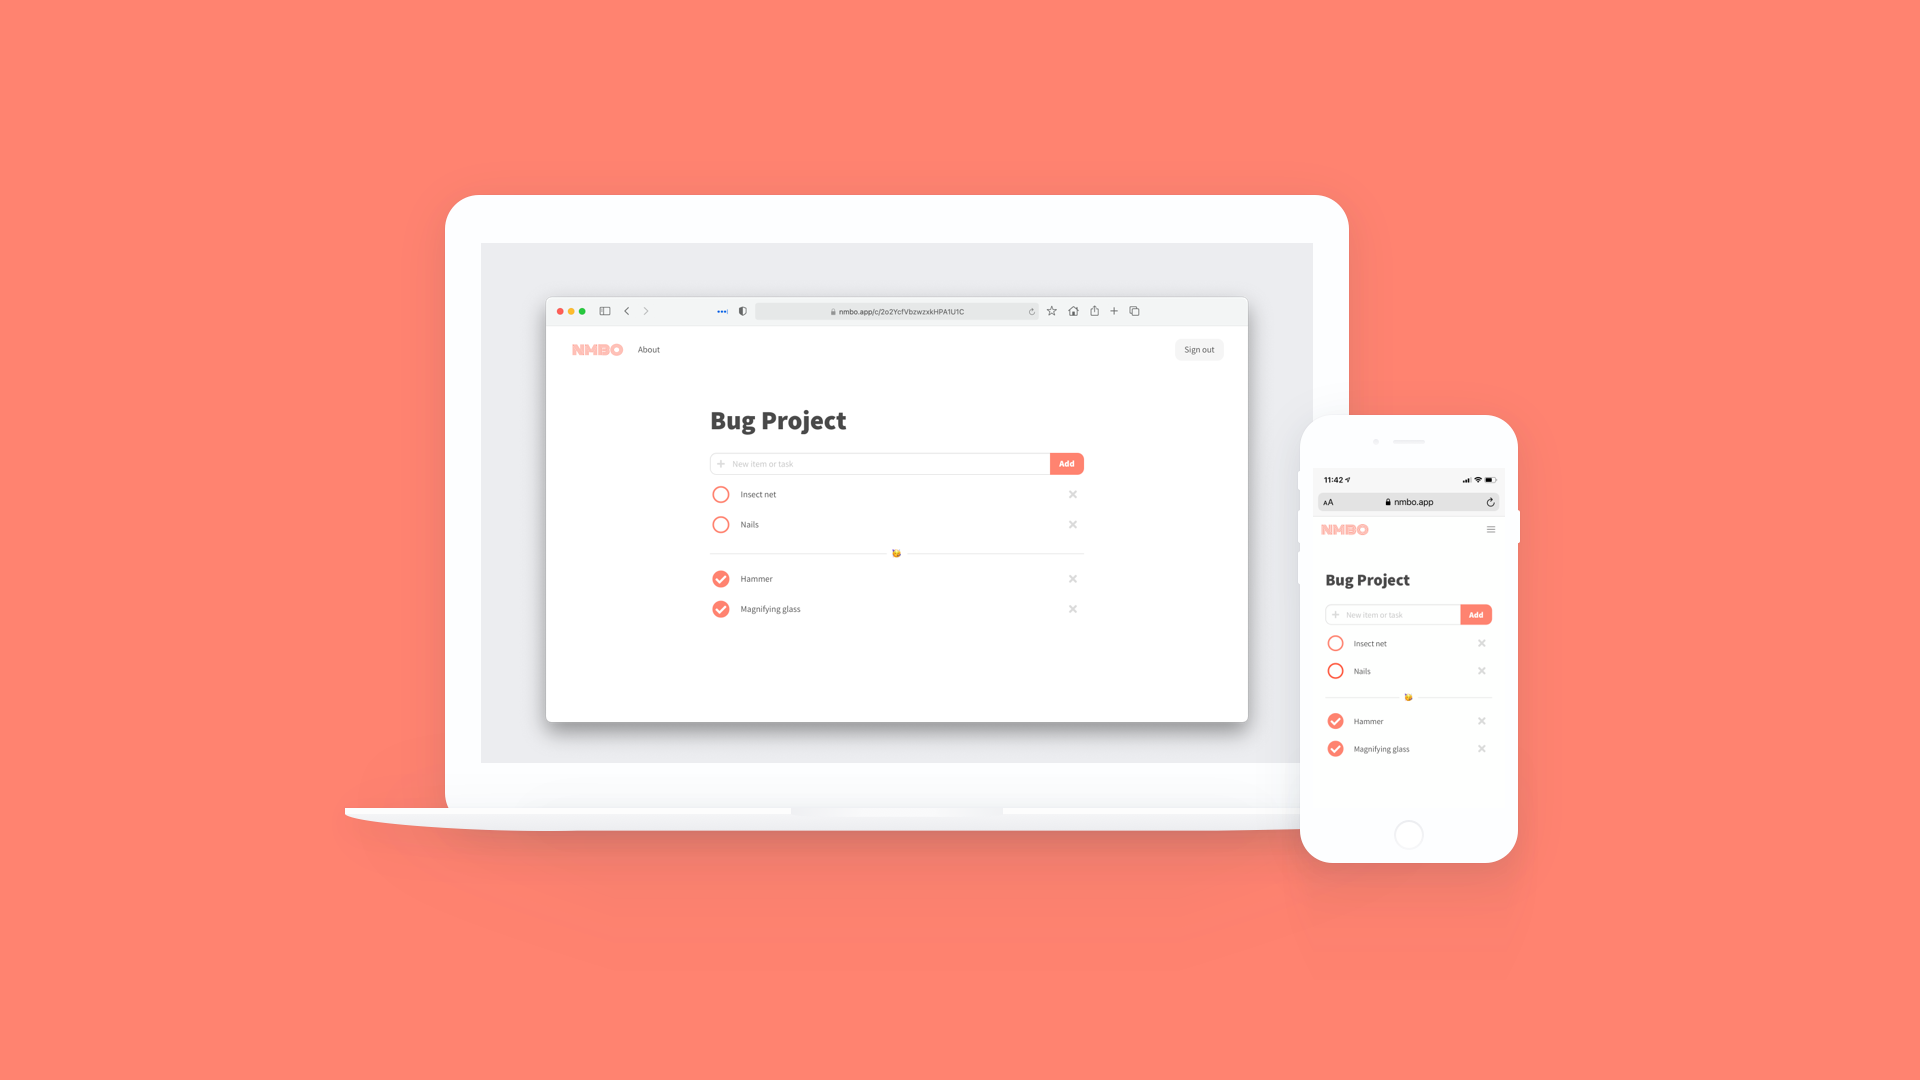 nmbo.app/c/2o2YcfVbzwzxkHPA1U1C
NMBO About Sign out
Bug Project
New item or task Add
Insect net
Nails
Hammer
Magnifying glass
11:42
AA nmbo.app
NMBO
Bug Project
New item or task Add
Insect net
Nails
Hammer
Magnifying glass